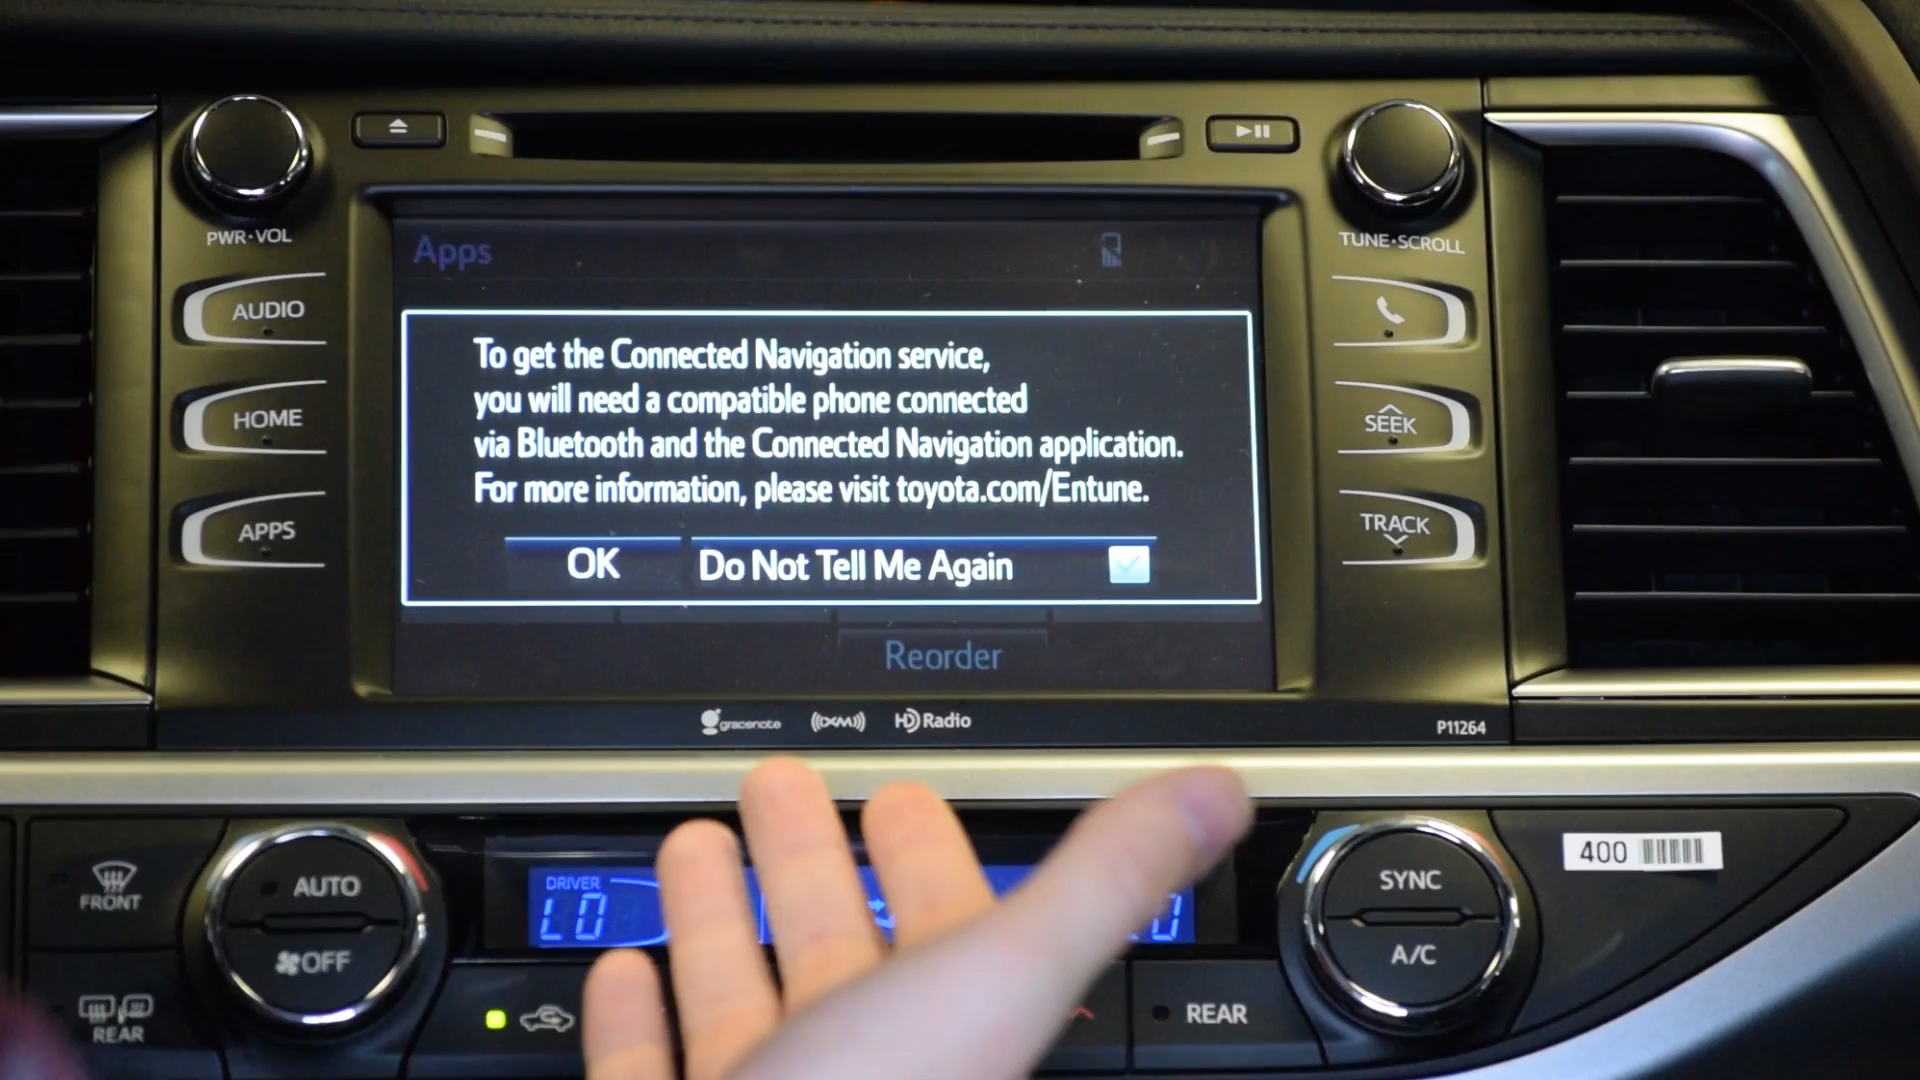 PWR•VOL
TUNE•SCROLL
AUDIO
HOME
APPS
Apps
To get the Connected Navigation service,
you will need a compatible phone connected
via Bluetooth and the Connected Navigation application.
For more information, please visit toyota.com/Entune.
OK
Do Not Tell Me Again
Reorder
SEEK
TRACK
gracenote
((XM))
HD Radio
P11264
FRONT
REAR
AUTO
OFF
DRIVER
LO
SYNC
A/C
REAR
400